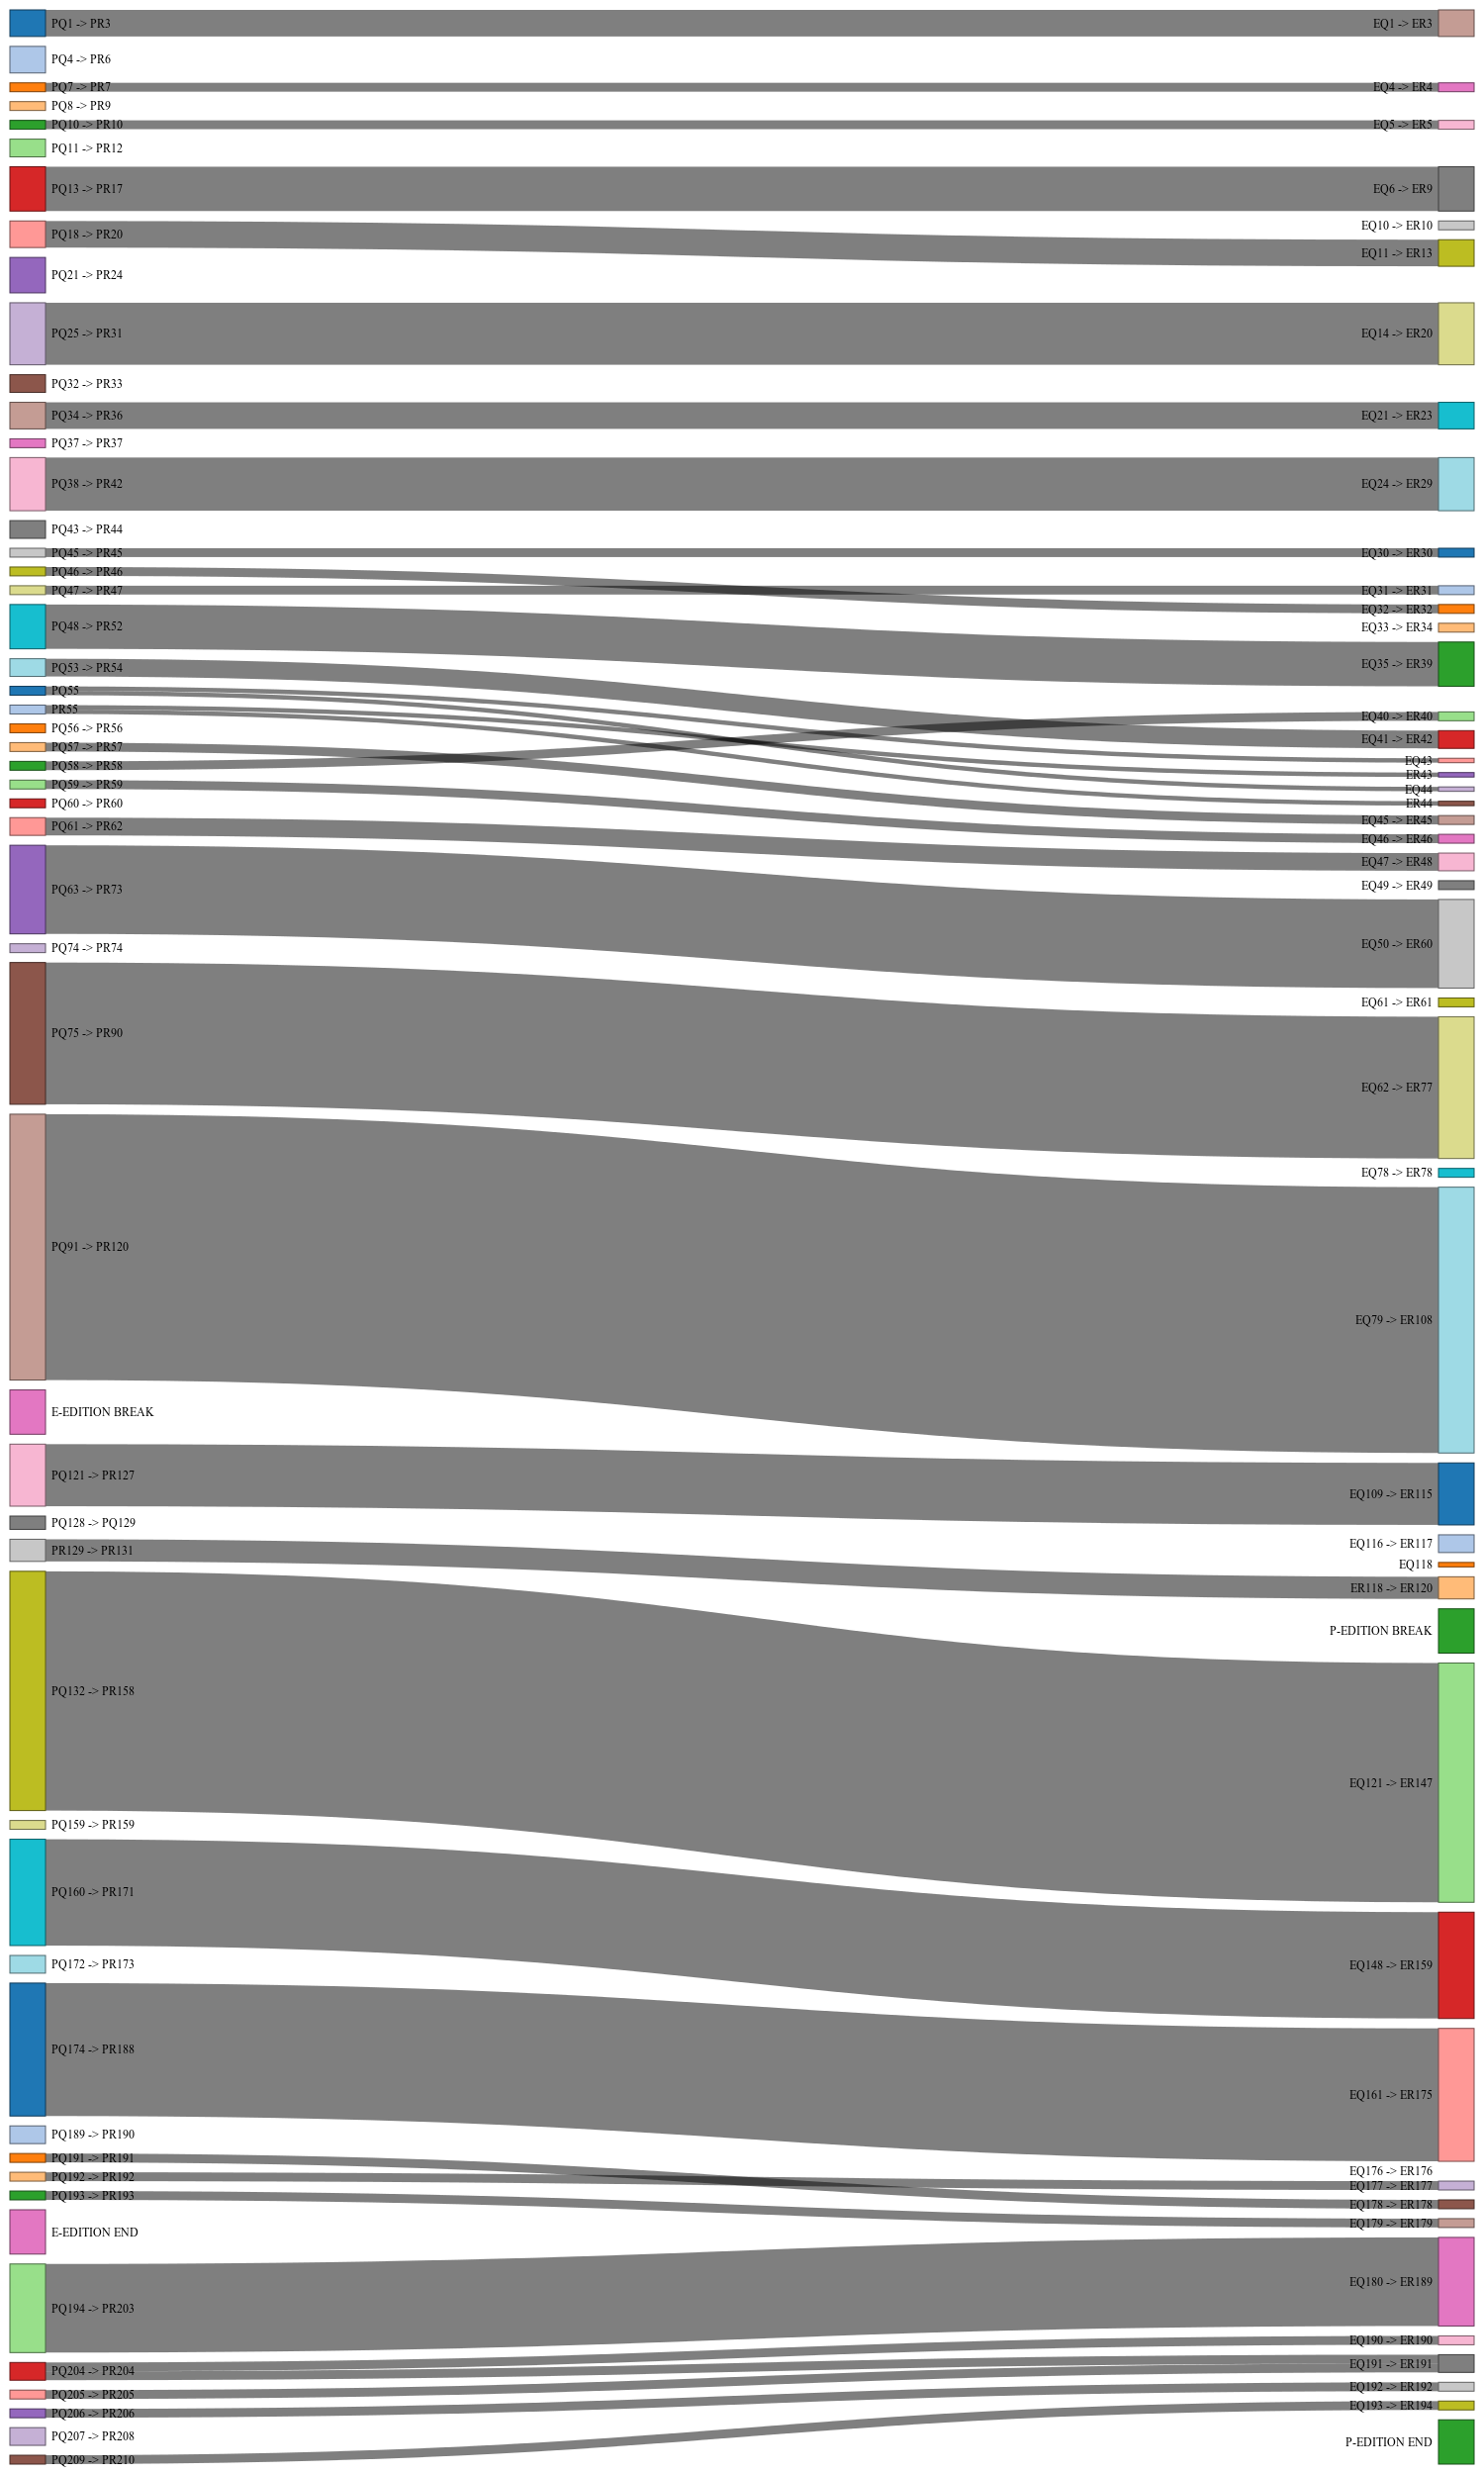 PQ1 -> PR3
EQ1 -> ER3
PQ4 -> PR6
PQ7 -> PR7
EQ4 -> ER4
PQ8 -> PR9
PQ10 -> PR10
EQ5 -> ER5
PQ11 -> PR12
PQ13 -> PR17
EQ6 -> ER9
EQ10 -> ER10
PQ18 -> PR20
EQ11 -> ER13
PQ21 -> PR24
PQ25 -> PR31
EQ14 -> ER20
PQ32 -> PR33
PQ34 -> PR36
EQ21 -> ER23
PQ37 -> PR37
PQ38 -> PR42
EQ24 -> ER29
PQ43 -> PR44
PQ45 -> PR45
EQ30 -> ER30
PQ46 -> PR46
PQ47 -> PR47
EQ31 -> ER31
EQ32 -> ER32
PQ48 -> PR52
EQ33 -> ER34
EQ35 -> ER39
PQ53 -> PR54
PQ55
PR55
EQ40 -> ER40
PQ56 -> PR56
EQ41 -> ER42
PQ57 -> PR57
EQ43
PQ58 -> PR58
ER43
PQ59 -> PR59
EQ44
PQ60 -> PR60
ER44
EQ45 -> ER45
PQ61 -> PR62
EQ46 -> ER46
EQ47 -> ER48
EQ49 -> ER49
PQ63 -> PR73
EQ50 -> ER60
PQ74 -> PR74
EQ61 -> ER61
PQ75 -> PR90
EQ62 -> ER77
EQ78 -> ER78
PQ91 -> PR120
EQ79 -> ER108
E-EDITION BREAK
PQ121 -> PR127
EQ109 -> ER115
PQ128 -> PQ129
EQ116 -> ER117
PR129 -> PR131
EQ118
ER118 -> ER120
P-EDITION BREAK
PQ132 -> PR158
EQ121 -> ER147
PQ159 -> PR159
PQ160 -> PR171
PQ172 -> PR173
EQ148 -> ER159
PQ174 -> PR188
EQ161 -> ER175
PQ189 -> PR190
PQ191 -> PR191
EQ176 -> ER176
PQ192 -> PR192
EQ177 -> ER177
PQ193 -> PR193
EQ178 -> ER178
EQ179 -> ER179
E-EDITION END
EQ180 -> ER189
PQ194 -> PR203
EQ190 -> ER190
EQ191 -> ER191
PQ204 -> PR204
EQ192 -> ER192
PQ205 -> PR205
EQ193 -> ER194
PQ206 -> PR206
PQ207 -> PR208
P-EDITION END
PQ209 -> PR210